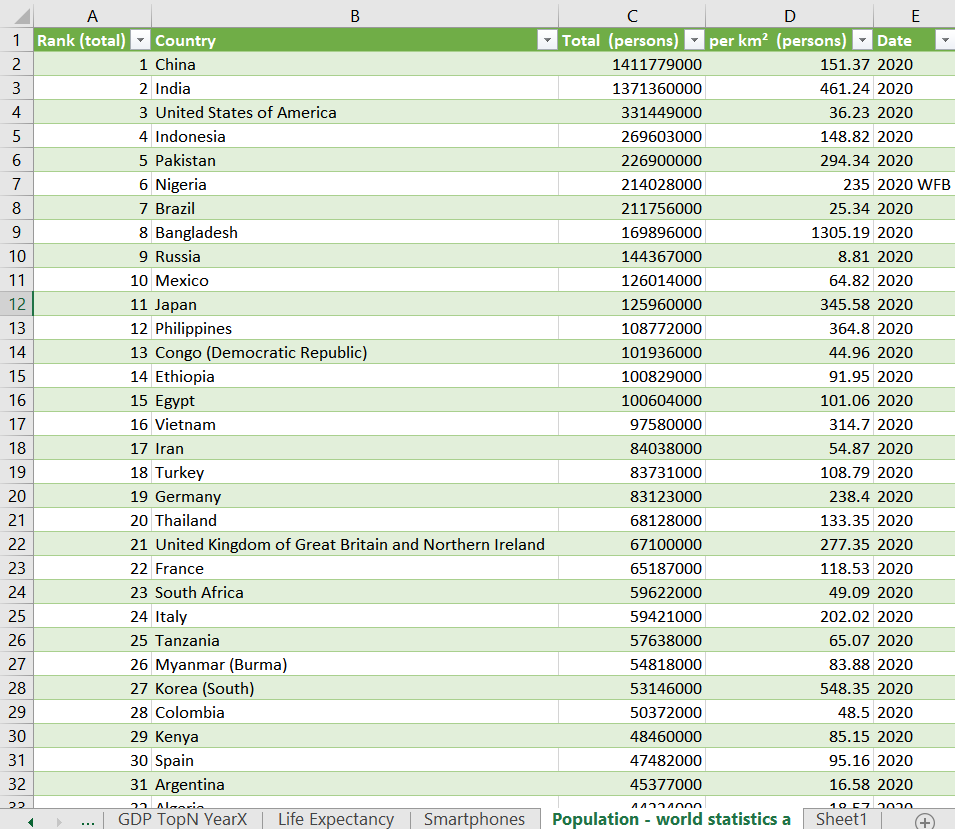 A B C D E
1 Rank (total) Country Total (persons) per km² (persons) Date
2 1 China 1411779000 151.37 2020
3 2 India 1371360000 461.24 2020
4 3 United States of America 331449000 36.23 2020
5 4 Indonesia 269603000 148.82 2020
6 5 Pakistan 226900000 294.34 2020
7 6 Nigeria 214028000 235 2020 WFB
8 7 Brazil 211756000 25.34 2020
9 8 Bangladesh 169896000 1305.19 2020
10 9 Russia 144367000 8.81 2020
11 10 Mexico 126014000 64.82 2020
12 11 Japan 125960000 345.58 2020
13 12 Philippines 108772000 364.8 2020
14 13 Congo (Democratic Republic) 101936000 44.96 2020
15 14 Ethiopia 100829000 91.95 2020
16 15 Egypt 100604000 101.06 2020
17 16 Vietnam 97580000 314.7 2020
18 17 Iran 84038000 54.87 2020
19 18 Turkey 83731000 108.79 2020
20 19 Germany 83123000 238.4 2020
21 20 Thailand 68128000 133.35 2020
22 21 United Kingdom of Great Britain and Northern Ireland 67100000 277.35 2020
23 22 France 65187000 118.53 2020
24 23 South Africa 59622000 49.09 2020
25 24 Italy 59421000 202.02 2020
26 25 Tanzania 57638000 65.07 2020
27 26 Myanmar (Burma) 54818000 83.88 2020
28 27 Korea (South) 53146000 548.35 2020
29 28 Colombia 50372000 48.5 2020
30 29 Kenya 48460000 85.15 2020
31 30 Spain 47482000 95.16 2020
32 31 Argentina 45377000 16.58 2020
33 32 Algeria 2020
... GDP TopN YearX Life Expectancy Smartphones Population - world statistics a Sheet1